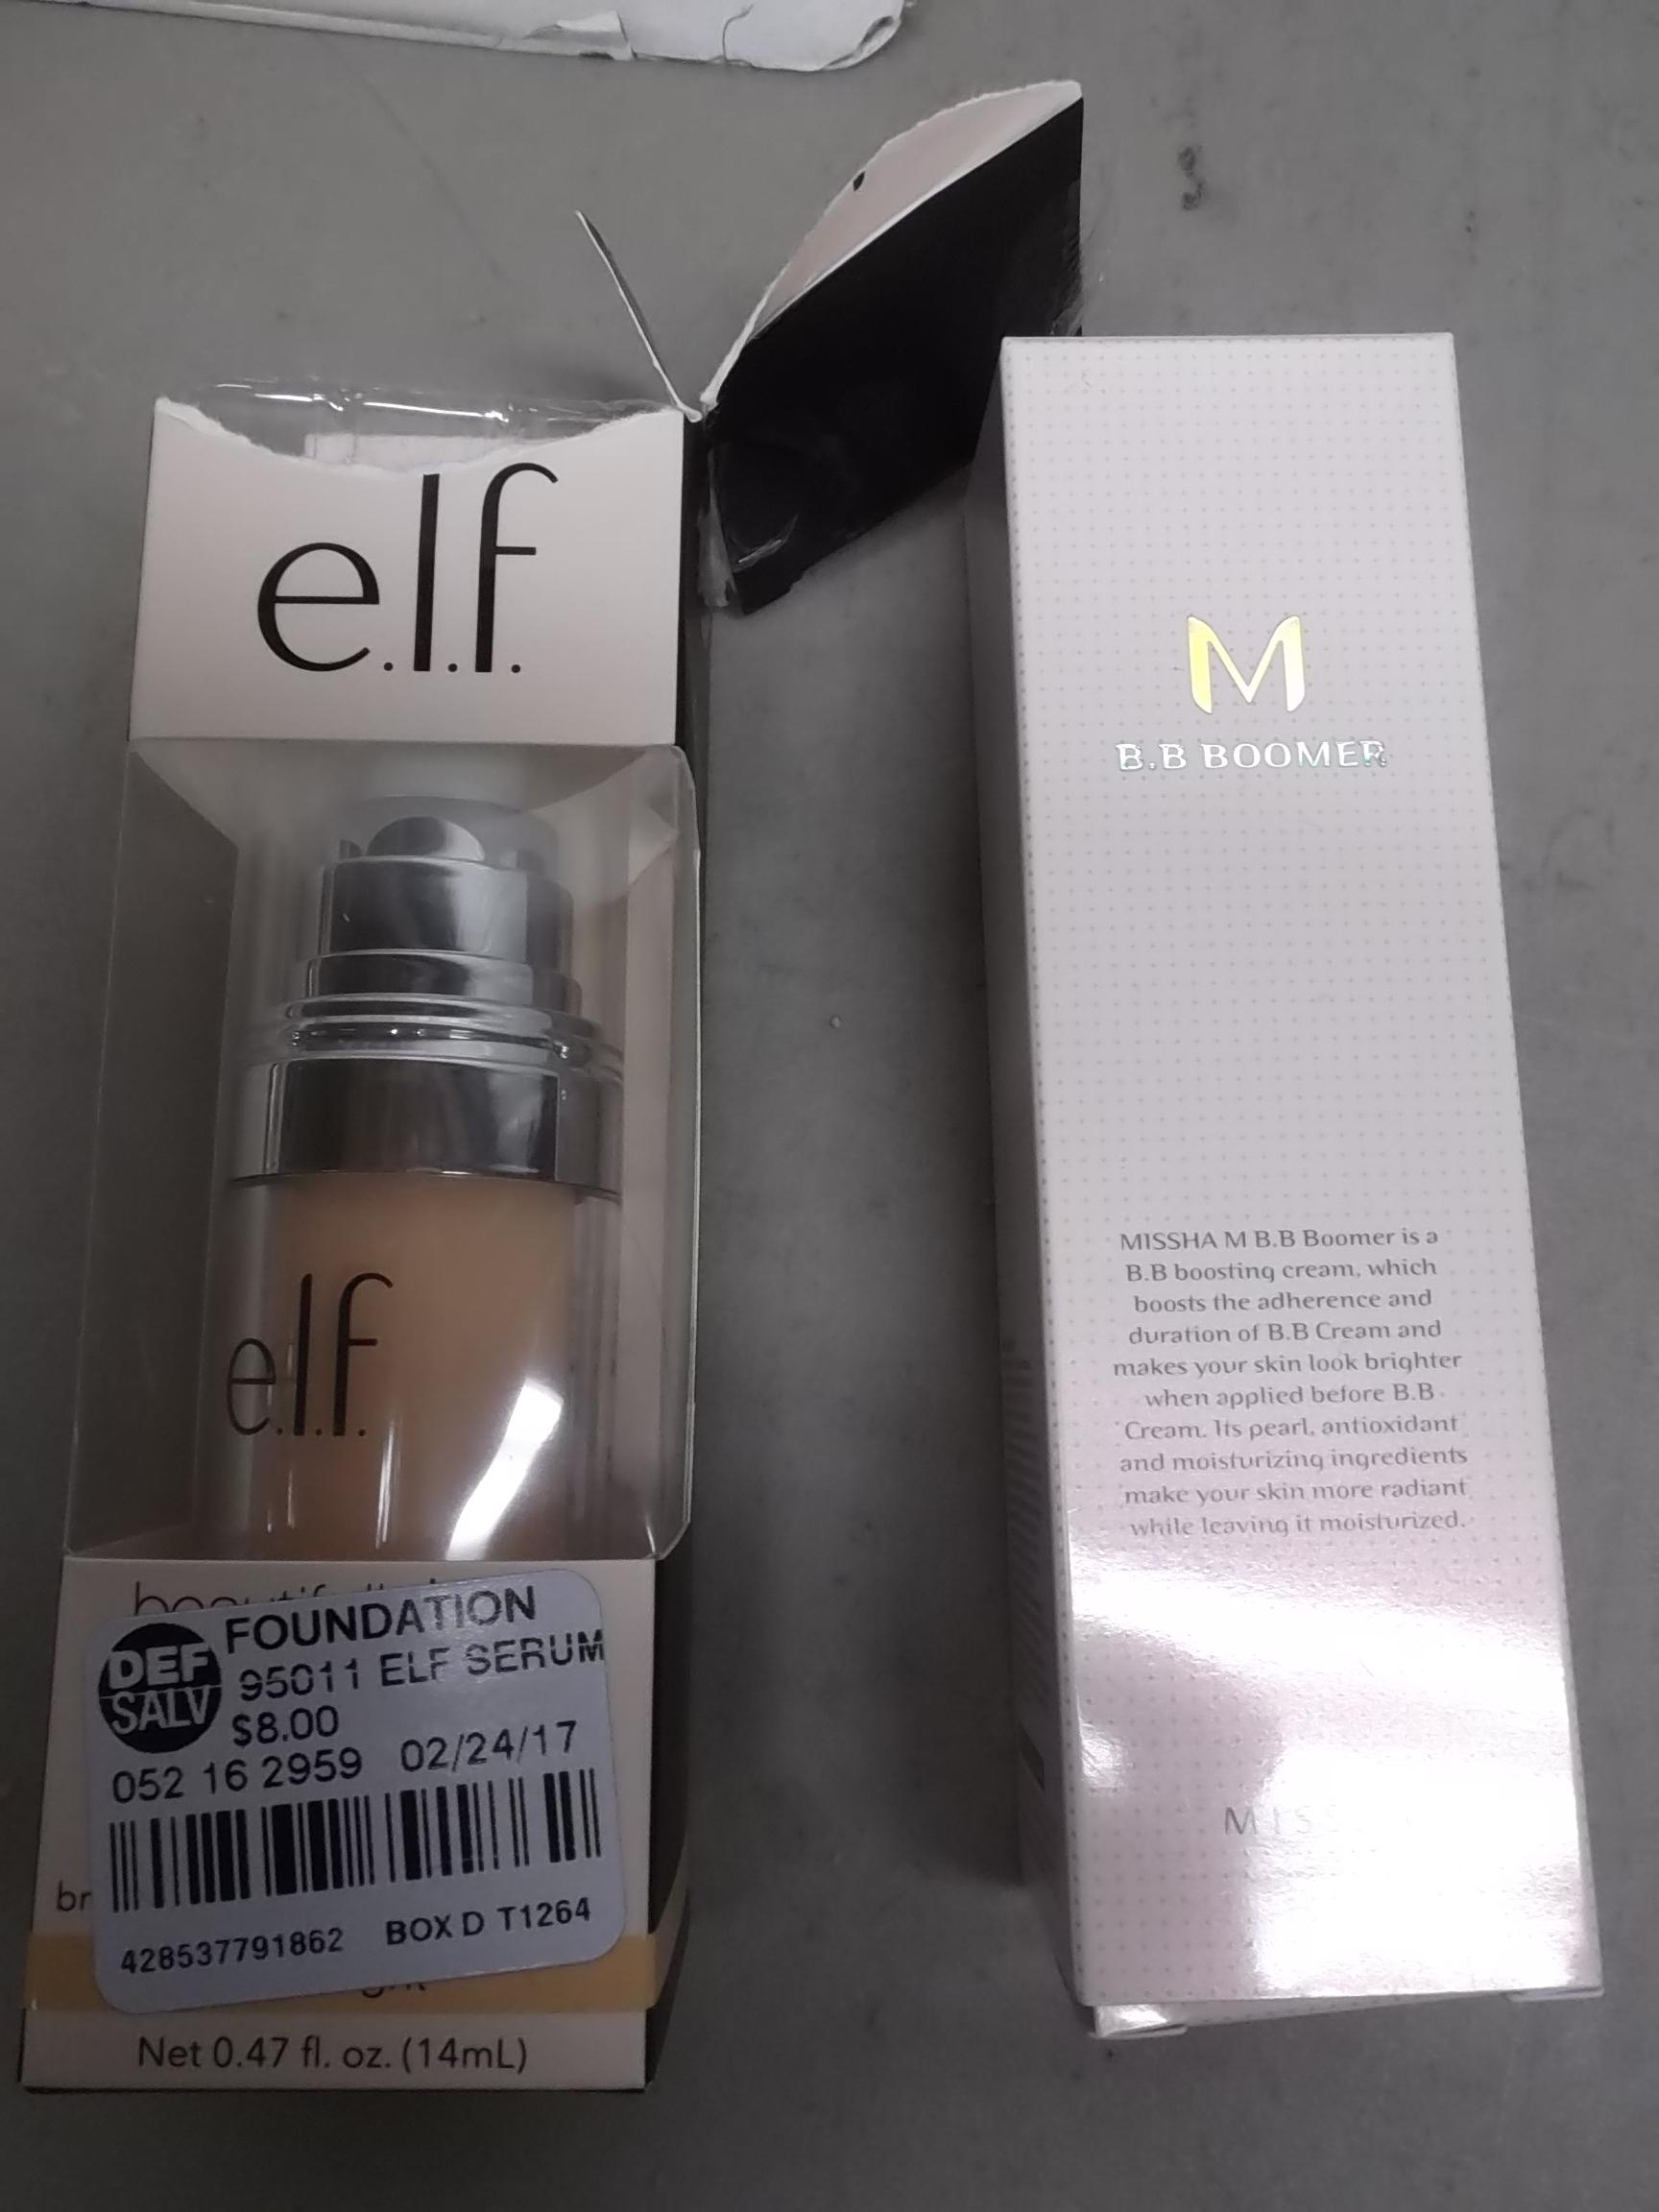 e.l.f.
e.l.f.
FOUNDATION
DEF
SALV
95011 ELF SERUM
$8.00
052 16 2959 02/24/17
428537791862 BOX D T1264
br
Net 0.47 fl. oz. (14mL)
M
B.B BOOMER
MISSHA M B.B Boomer is a
B.B boosting cream, which
boosts the adherence and
duration of B.B Cream and
makes your skin look brighter
when applied before B.B
Cream. Its pearl, antioxidant
and moisturizing ingredients
make your skin more radiant
while leaving it moisturized.
MISS